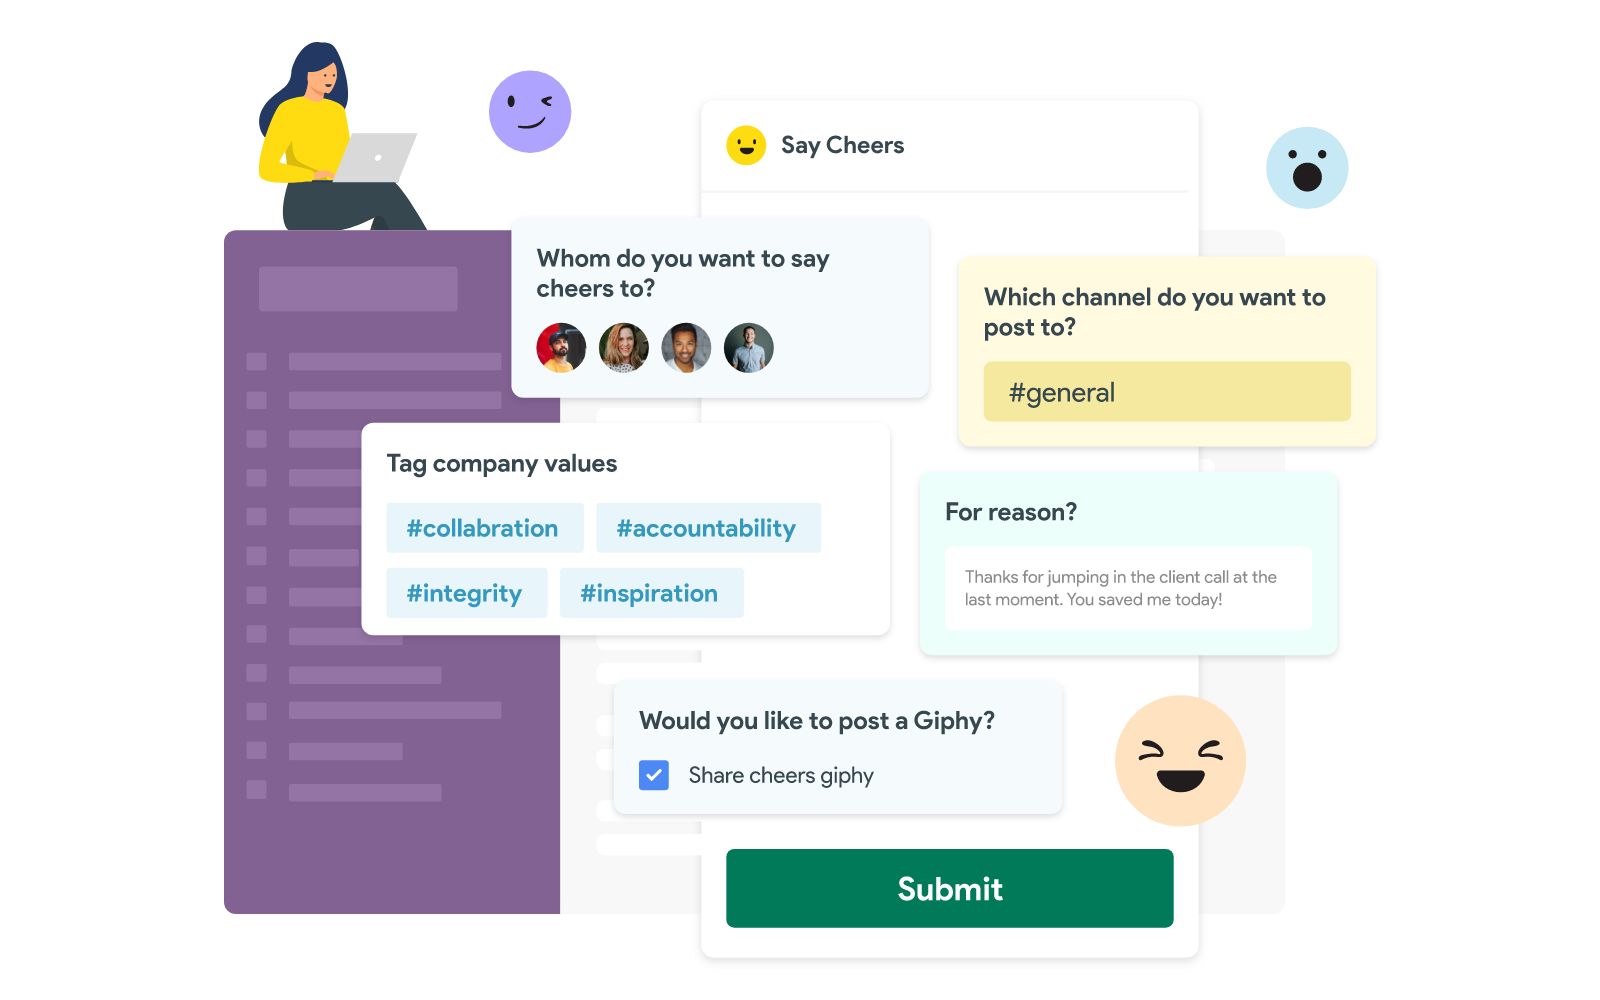 Say Cheers
Whom do you want to say
cheers to?
Which channel do you want to
post to?
#general
Tag company values
#collabration
#accountability
#integrity
#inspiration
For reason?
Thanks for jumping in the client call at the
last moment. You saved me today!
Would you like to post a Giphy?
Share cheers giphy
Submit